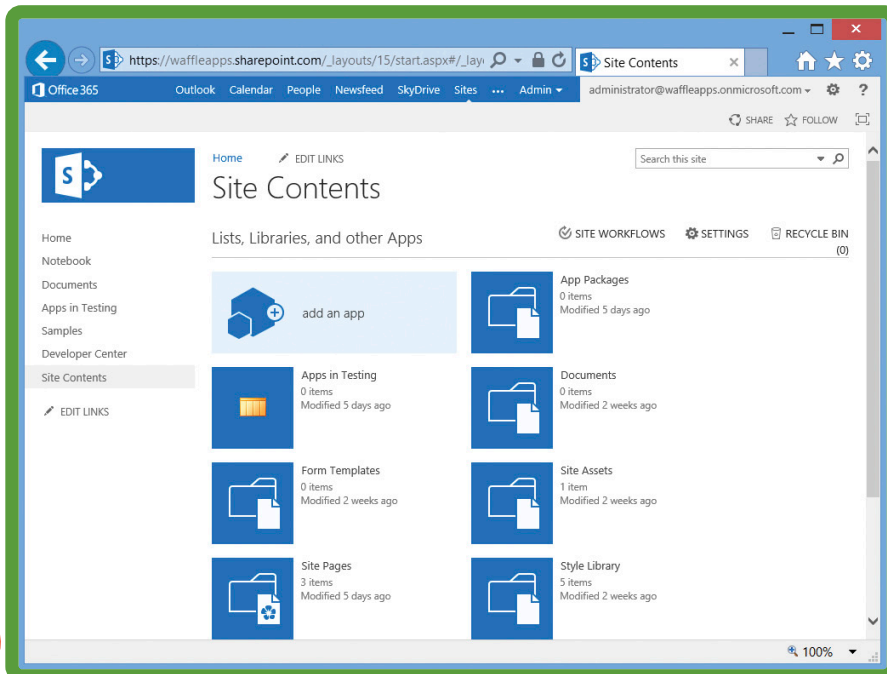 https://waffleapps.sharepoint.com/_layouts/15/start.aspx#/_lay
Site Contents
Office 365 Outlook Calendar People Newsfeed SkyDrive Sites ... Admin administrator@waffleapps.onmicrosoft.com ?
SHARE FOLLOW
S
Home EDIT LINKS
Search this site
Site Contents
Lists, Libraries, and other Apps
SITE WORKFLOWS SETTINGS RECYCLE BIN
(0)
Home
Notebook
Documents
Apps in Testing
Samples
Developer Center
Site Contents
EDIT LINKS
add an app
App Packages
0 items
Modified 5 days ago
Apps in Testing
0 items
Modified 5 days ago
Documents
0 items
Modified 2 weeks ago
Form Templates
0 items
Modified 2 weeks ago
Site Assets
1 item
Modified 2 weeks ago
Site Pages
3 items
Modified 5 days ago
Style Library
5 items
Modified 2 weeks ago
100%